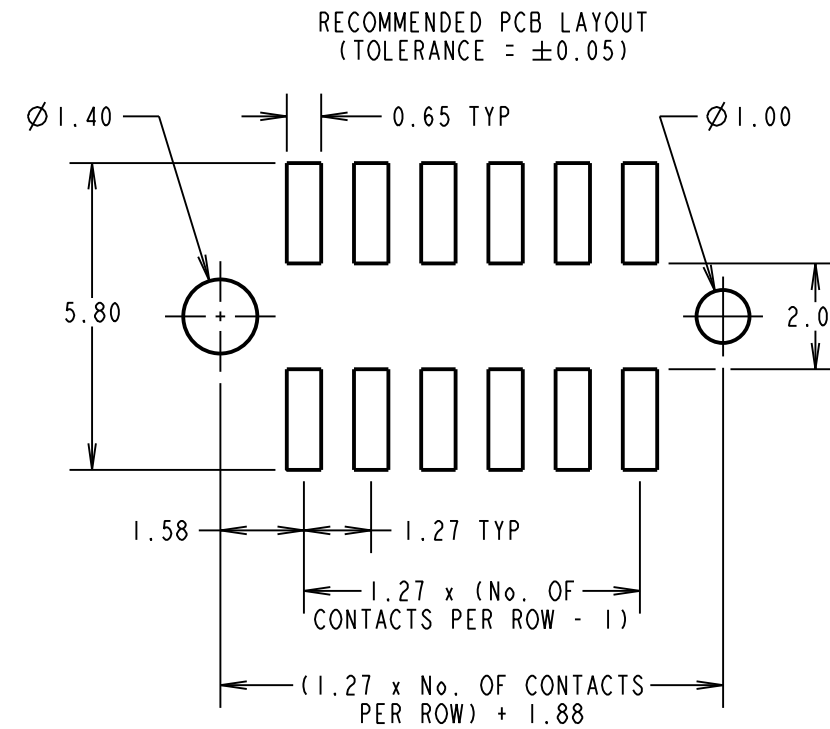 RECOMMENDED PCB LAYOUT
(TOLERANCE = ±0.05)
Ø1.40
0.65 TYP
Ø1.00
5.80
2.0
1.58
1.27 TYP
1.27 x (No. OF
CONTACTS PER ROW - 1)
(1.27 x No. OF CONTACTS
PER ROW) + 1.88